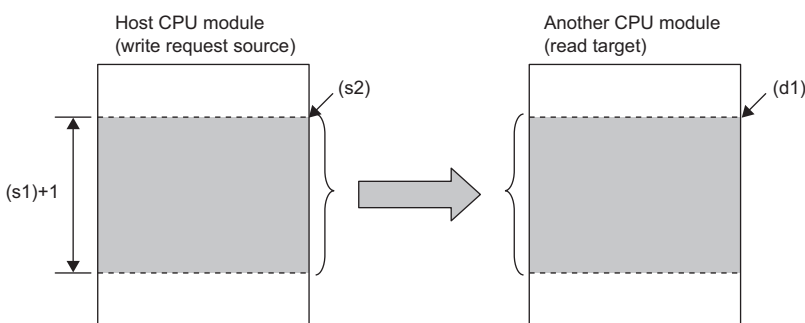 Host CPU module
(write request source)
Another CPU module
(read target)
(s2)
(d1)
(s1)+1